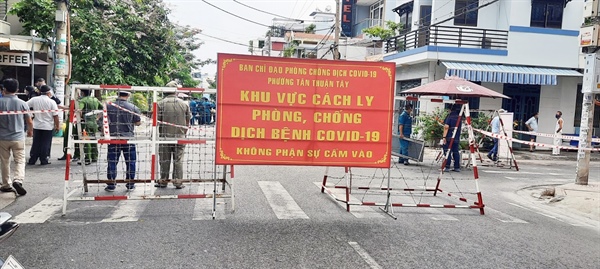 COFFEE
HOTEL
BAN CHỈ ĐẠO PHÒNG CHỐNG DỊCH COVID-19
PHƯỜNG TÂN THUẬN TÂY
KHU VỰC CÁCH LY
PHÒNG, CHỐNG
DỊCH BỆNH COVID-19
KHÔNG PHẬN SỰ CẤM VÀO